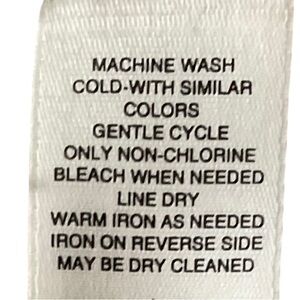 MACHINE WASH
COLD-WITH SIMILAR
COLORS
GENTLE CYCLE
ONLY NON-CHLORINE
BLEACH WHEN NEEDED
LINE DRY
WARM IRON AS NEEDED
IRON ON REVERSE SIDE
MAY BE DRY CLEANED